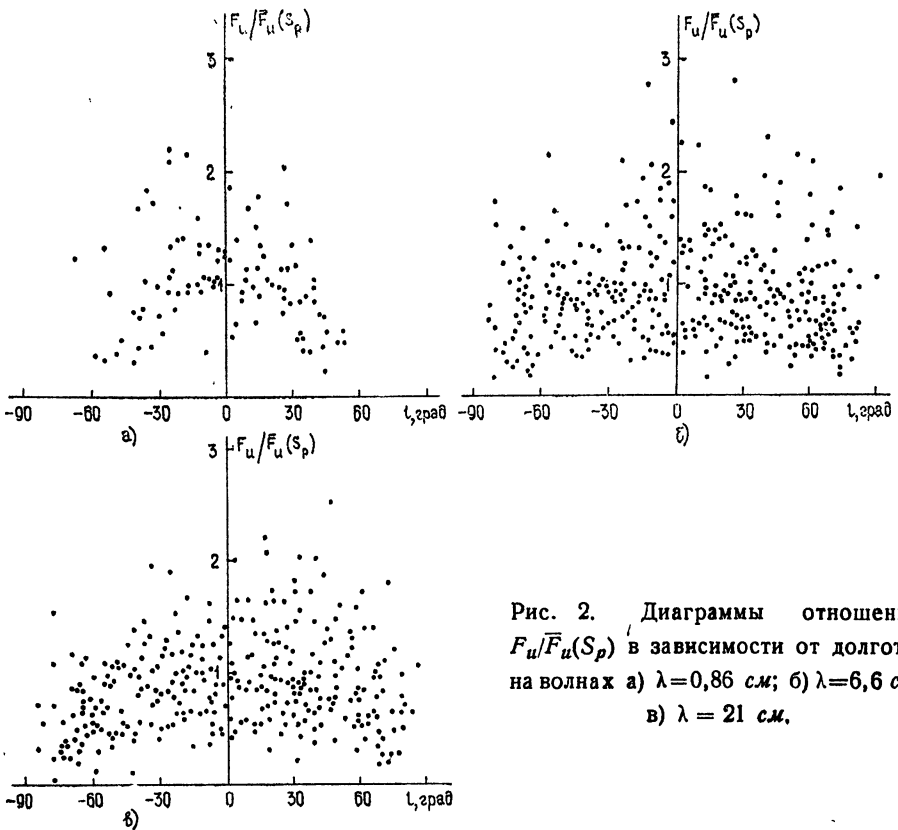 F_u/F̅_u(S_p)
3
2
1
-90 -60 -30 0 30 60 l, град
а)
F_u/F̅_u(S_p)
3
2
1
-90 -60 -30 0 30 60 l, град
б)
F_u/F̅_u(S_p)
3
2
1
-90 -60 -30 0 30 60 l, град
в)
Рис. 2. Диаграммы отношени
F_u/F̅_u(S_p) в зависимости от долгот
на волнах а) λ=0,86 см; б) λ=6,6 с
в) λ = 21 см.